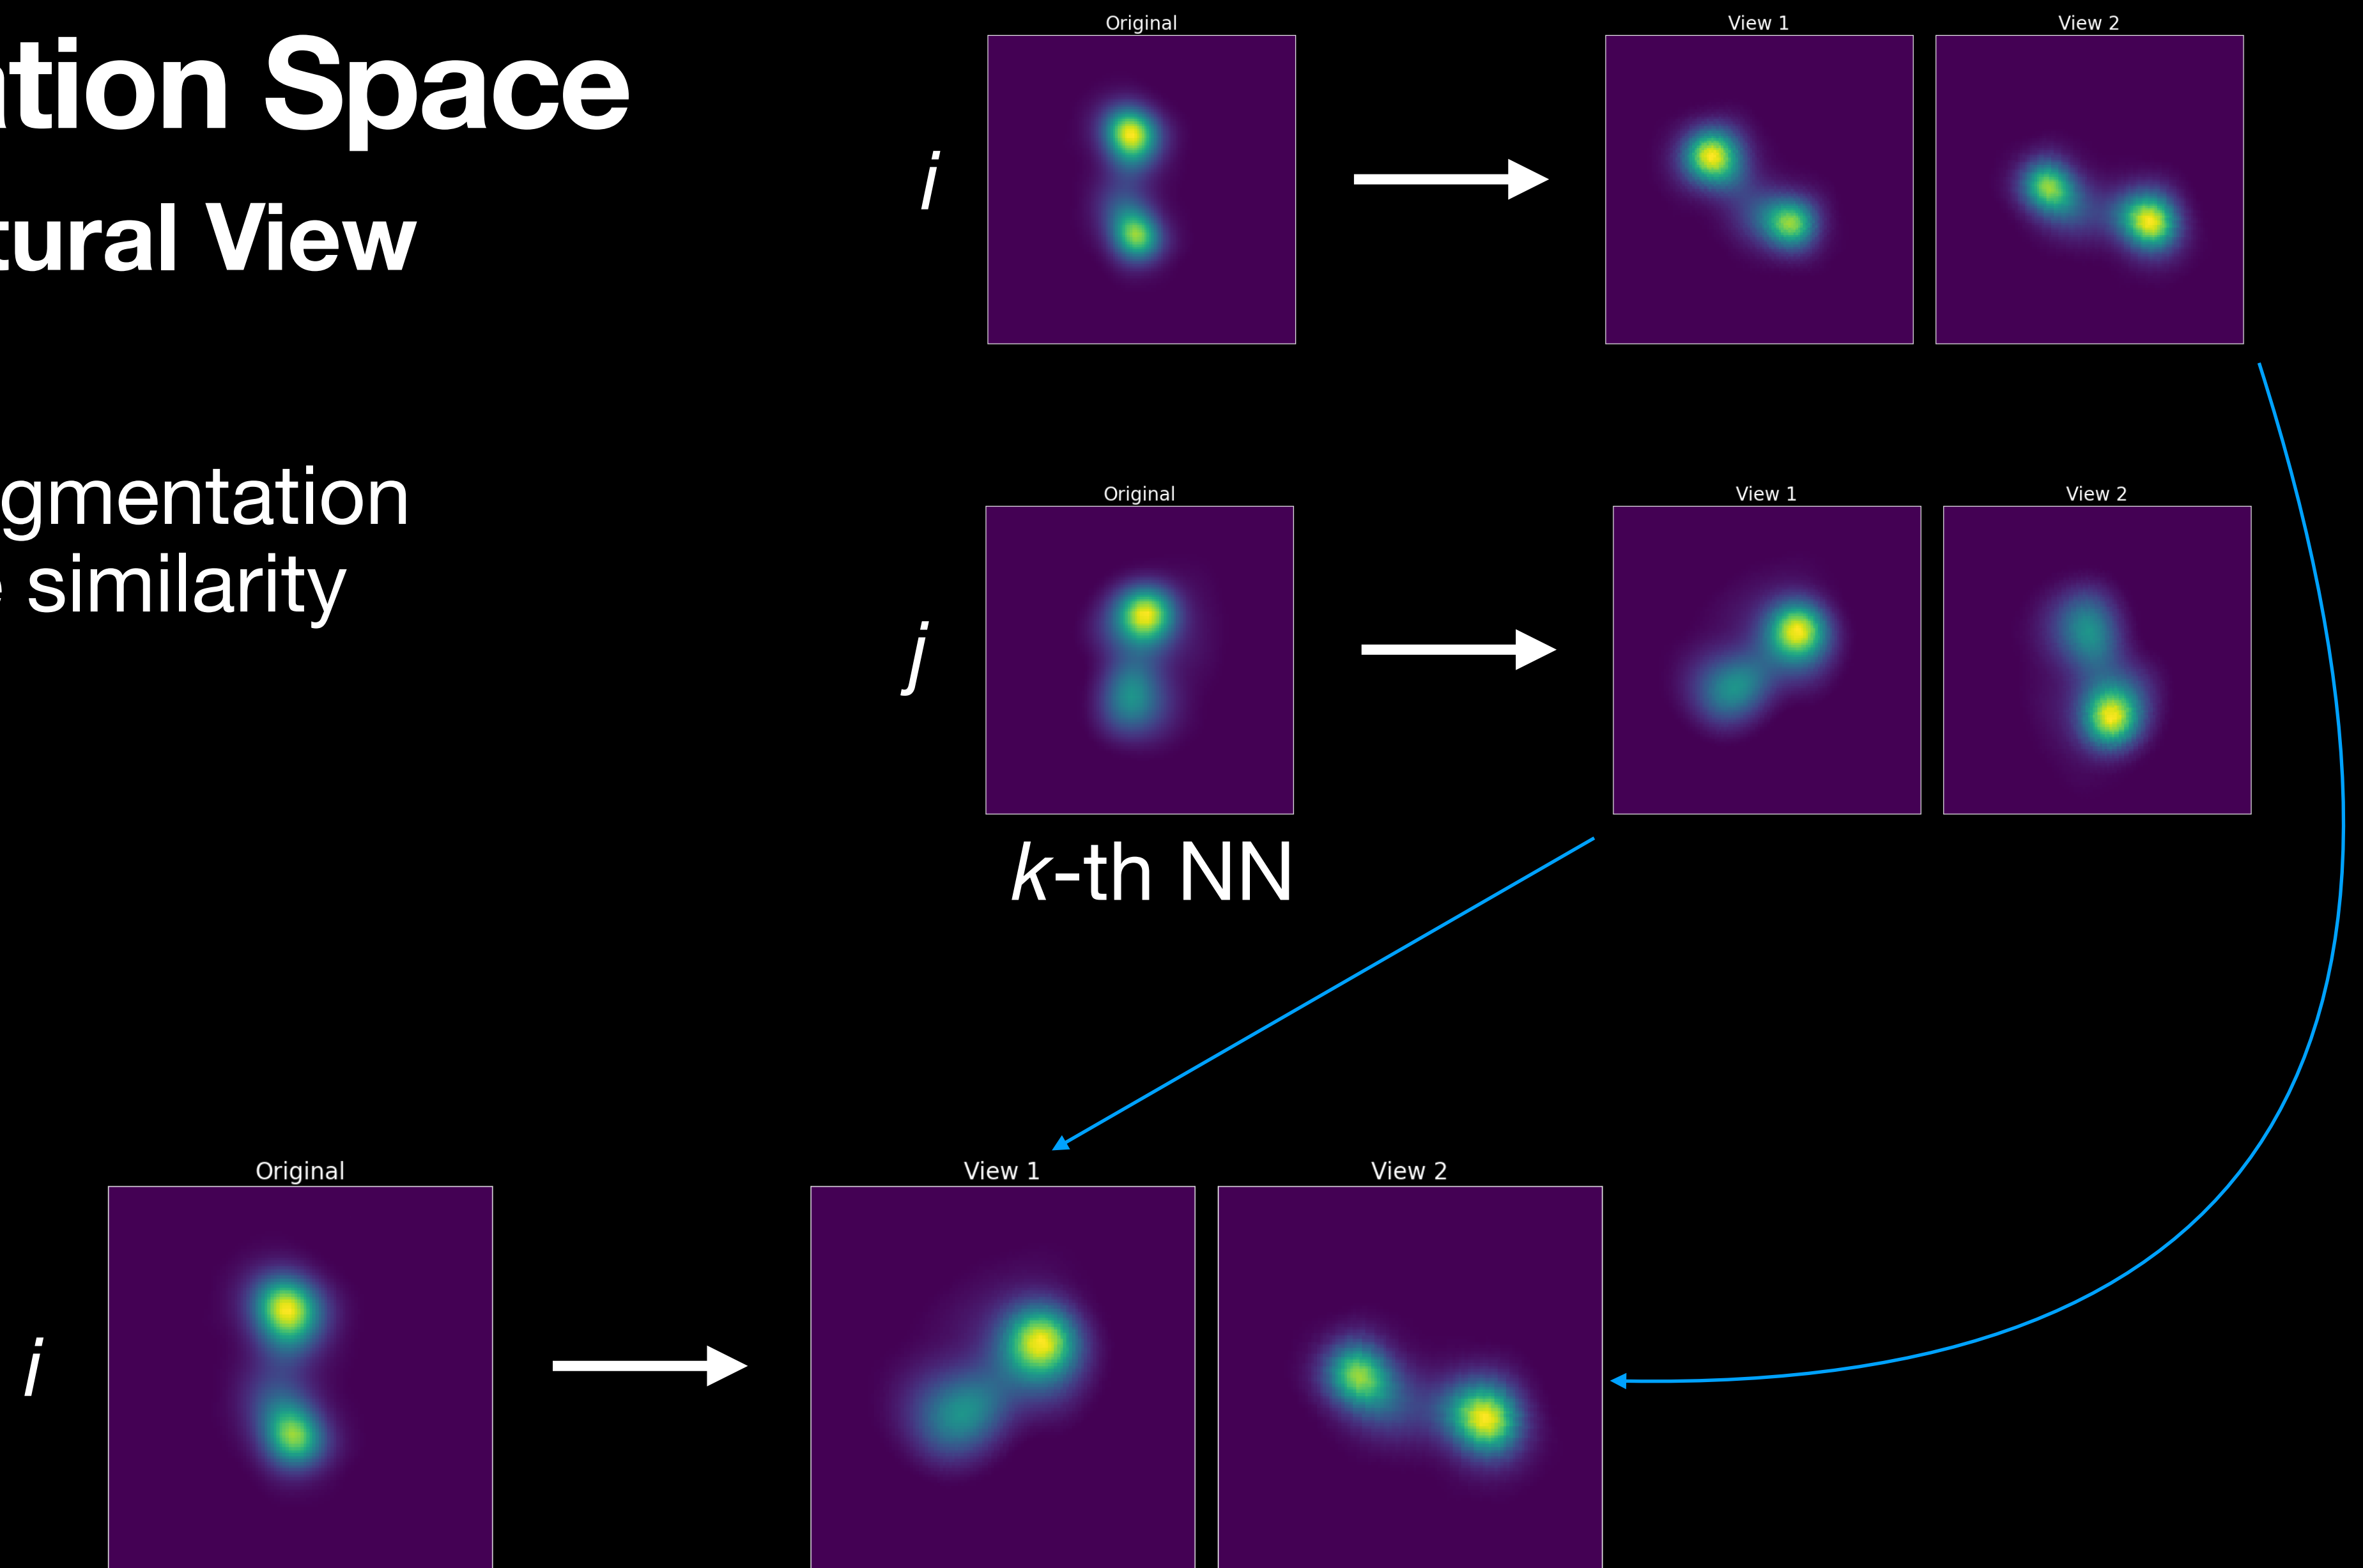 ation Space
tural View
gmentation
e similarity
Original
View 1
View 2
i
Original
View 1
View 2
j
k-th NN
Original
View 1
View 2
i